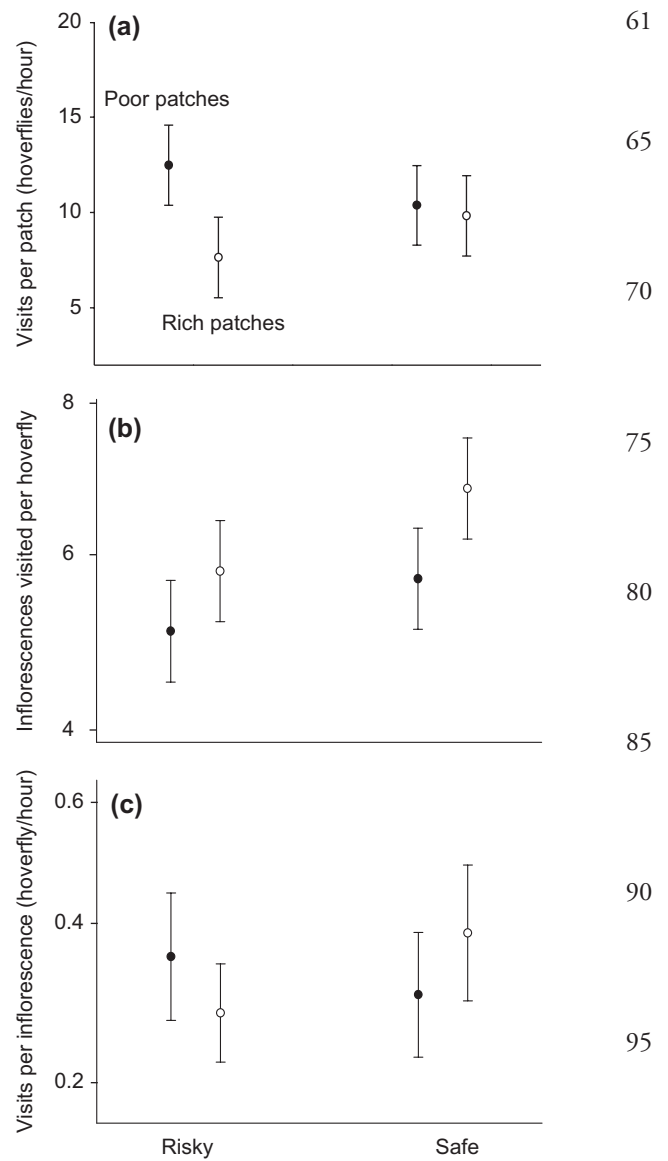 (a)
Visits per patch (hoverflies/hour)
20
15
10
5
Poor patches
Rich patches
(b)
Inflorescences visited per hoverfly
8
6
4
(c)
Visits per inflorescence (hoverfly/hour)
0.6
0.4
0.2
Risky Safe
61
65
70
75
80
85
90
95